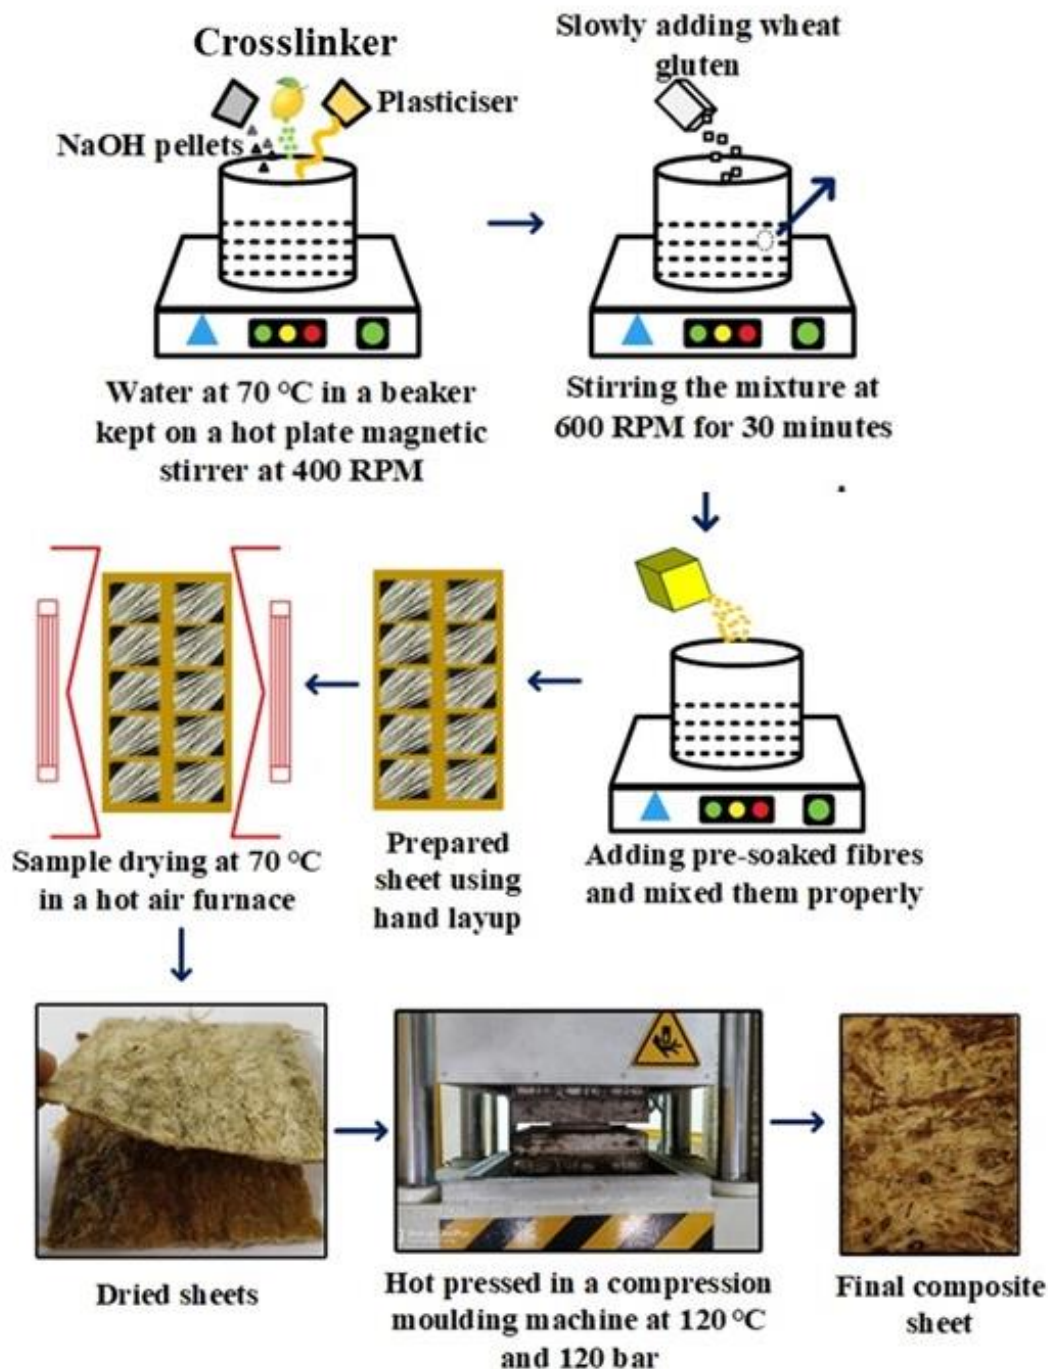 Crosslinker
Plasticiser
NaOH pellets
Slowly adding wheat
gluten
Water at 70 °C in a beaker
kept on a hot plate magnetic
stirrer at 400 RPM
Stirring the mixture at
600 RPM for 30 minutes
Adding pre-soaked fibres
and mixed them properly
Prepared
sheet using
hand layup
Sample drying at 70 °C
in a hot air furnace
Dried sheets
Hot pressed in a compression
moulding machine at 120 °C
and 120 bar
Final composite
sheet